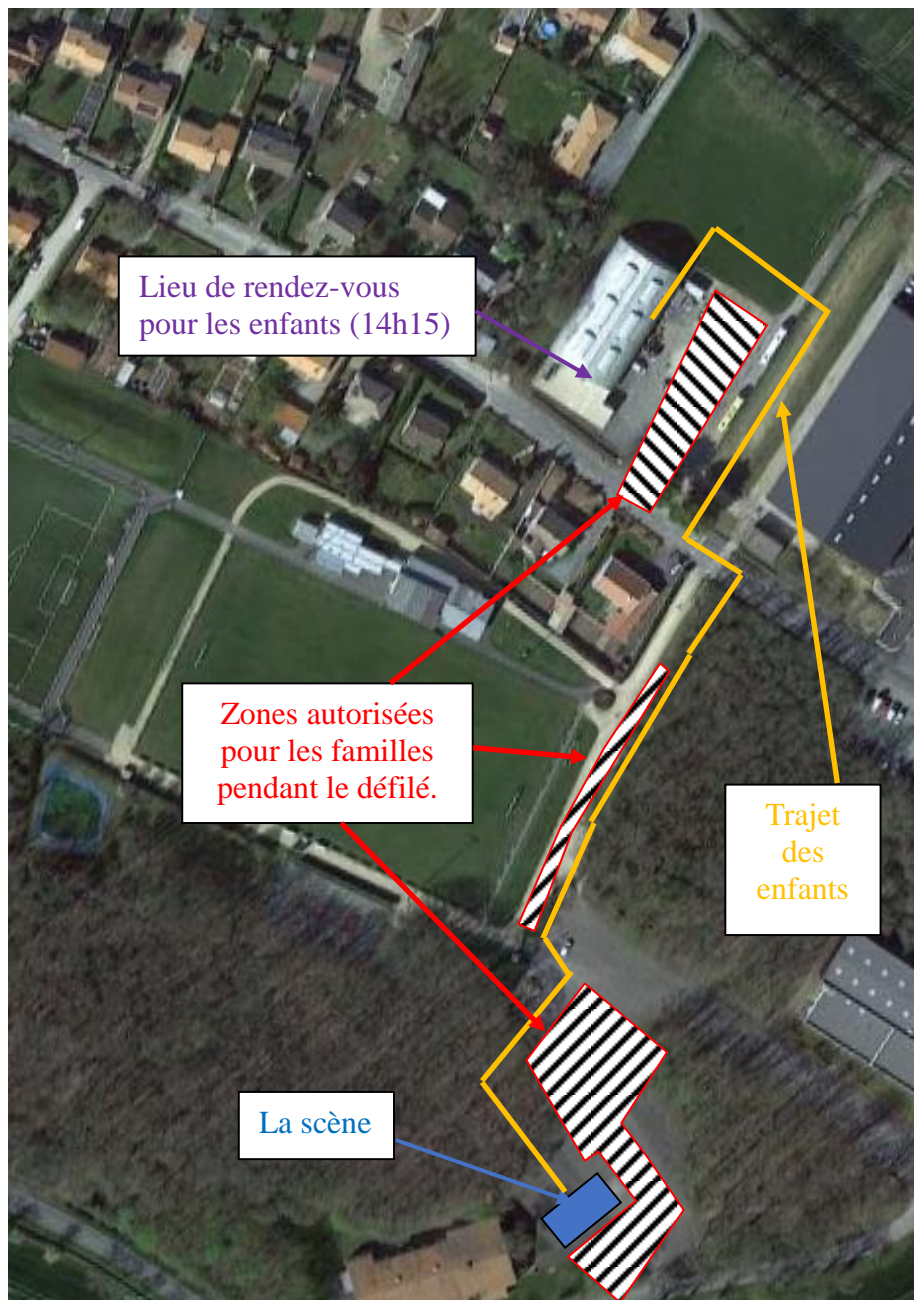 Lieu de rendez-vous
pour les enfants (14h15)
Zones autorisées
pour les familles
pendant le défilé.
Trajet
des
enfants
La scène